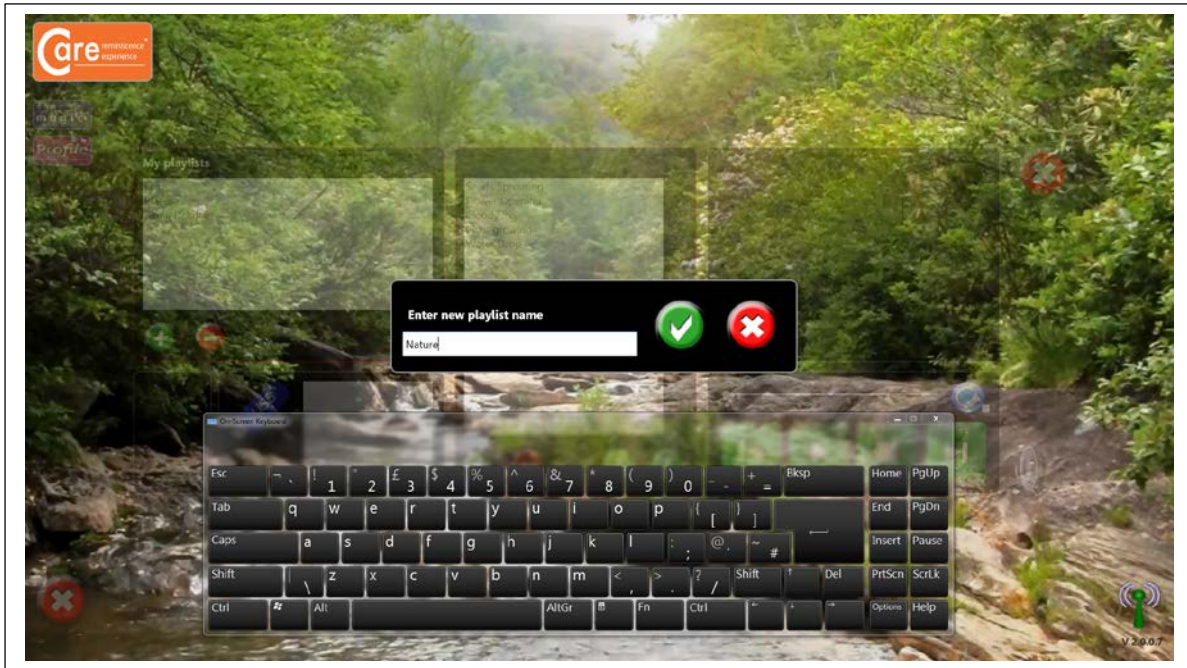 Care reminiscence
experience
Profile
My playlists
Enter new playlist name
Nature
On-Screen Keyboard
Esc ¬ ` ! 1 " 2 £ 3 $ 4 % 5 ^ 6 & 7 * 8 ( 9 ) 0 _ - + = Bksp Home PgUp
Tab q w e r t y u i o p { [ } ] End PgDn
Caps a s d f g h j k l : ; @ ' ~ # Insert Pause
Shift | \ z x c v b n m < , > . ? / Shift ↑ Del PrtScn ScrLk
Ctrl Alt AltGr Fn Ctrl ← ↓ → Options Help
V 2.0.0.7